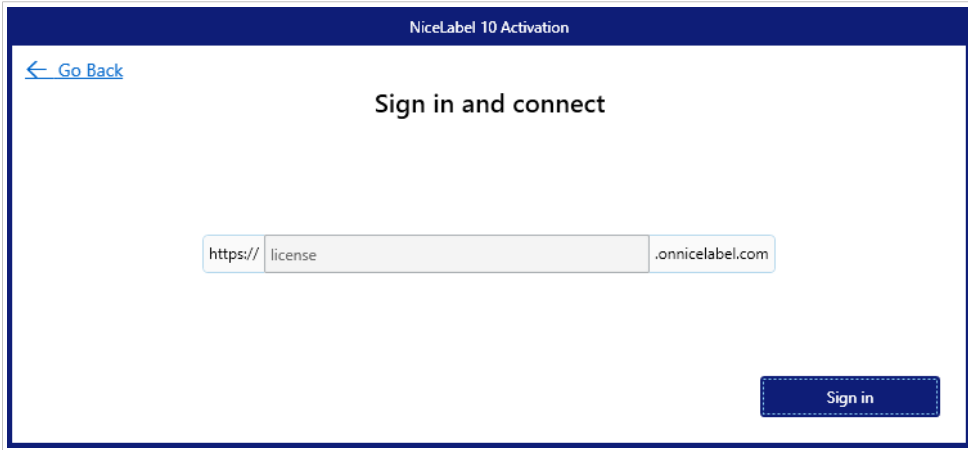 NiceLabel 10 Activation
← Go Back
Sign in and connect
https:// license .onnicelabel.com
Sign in